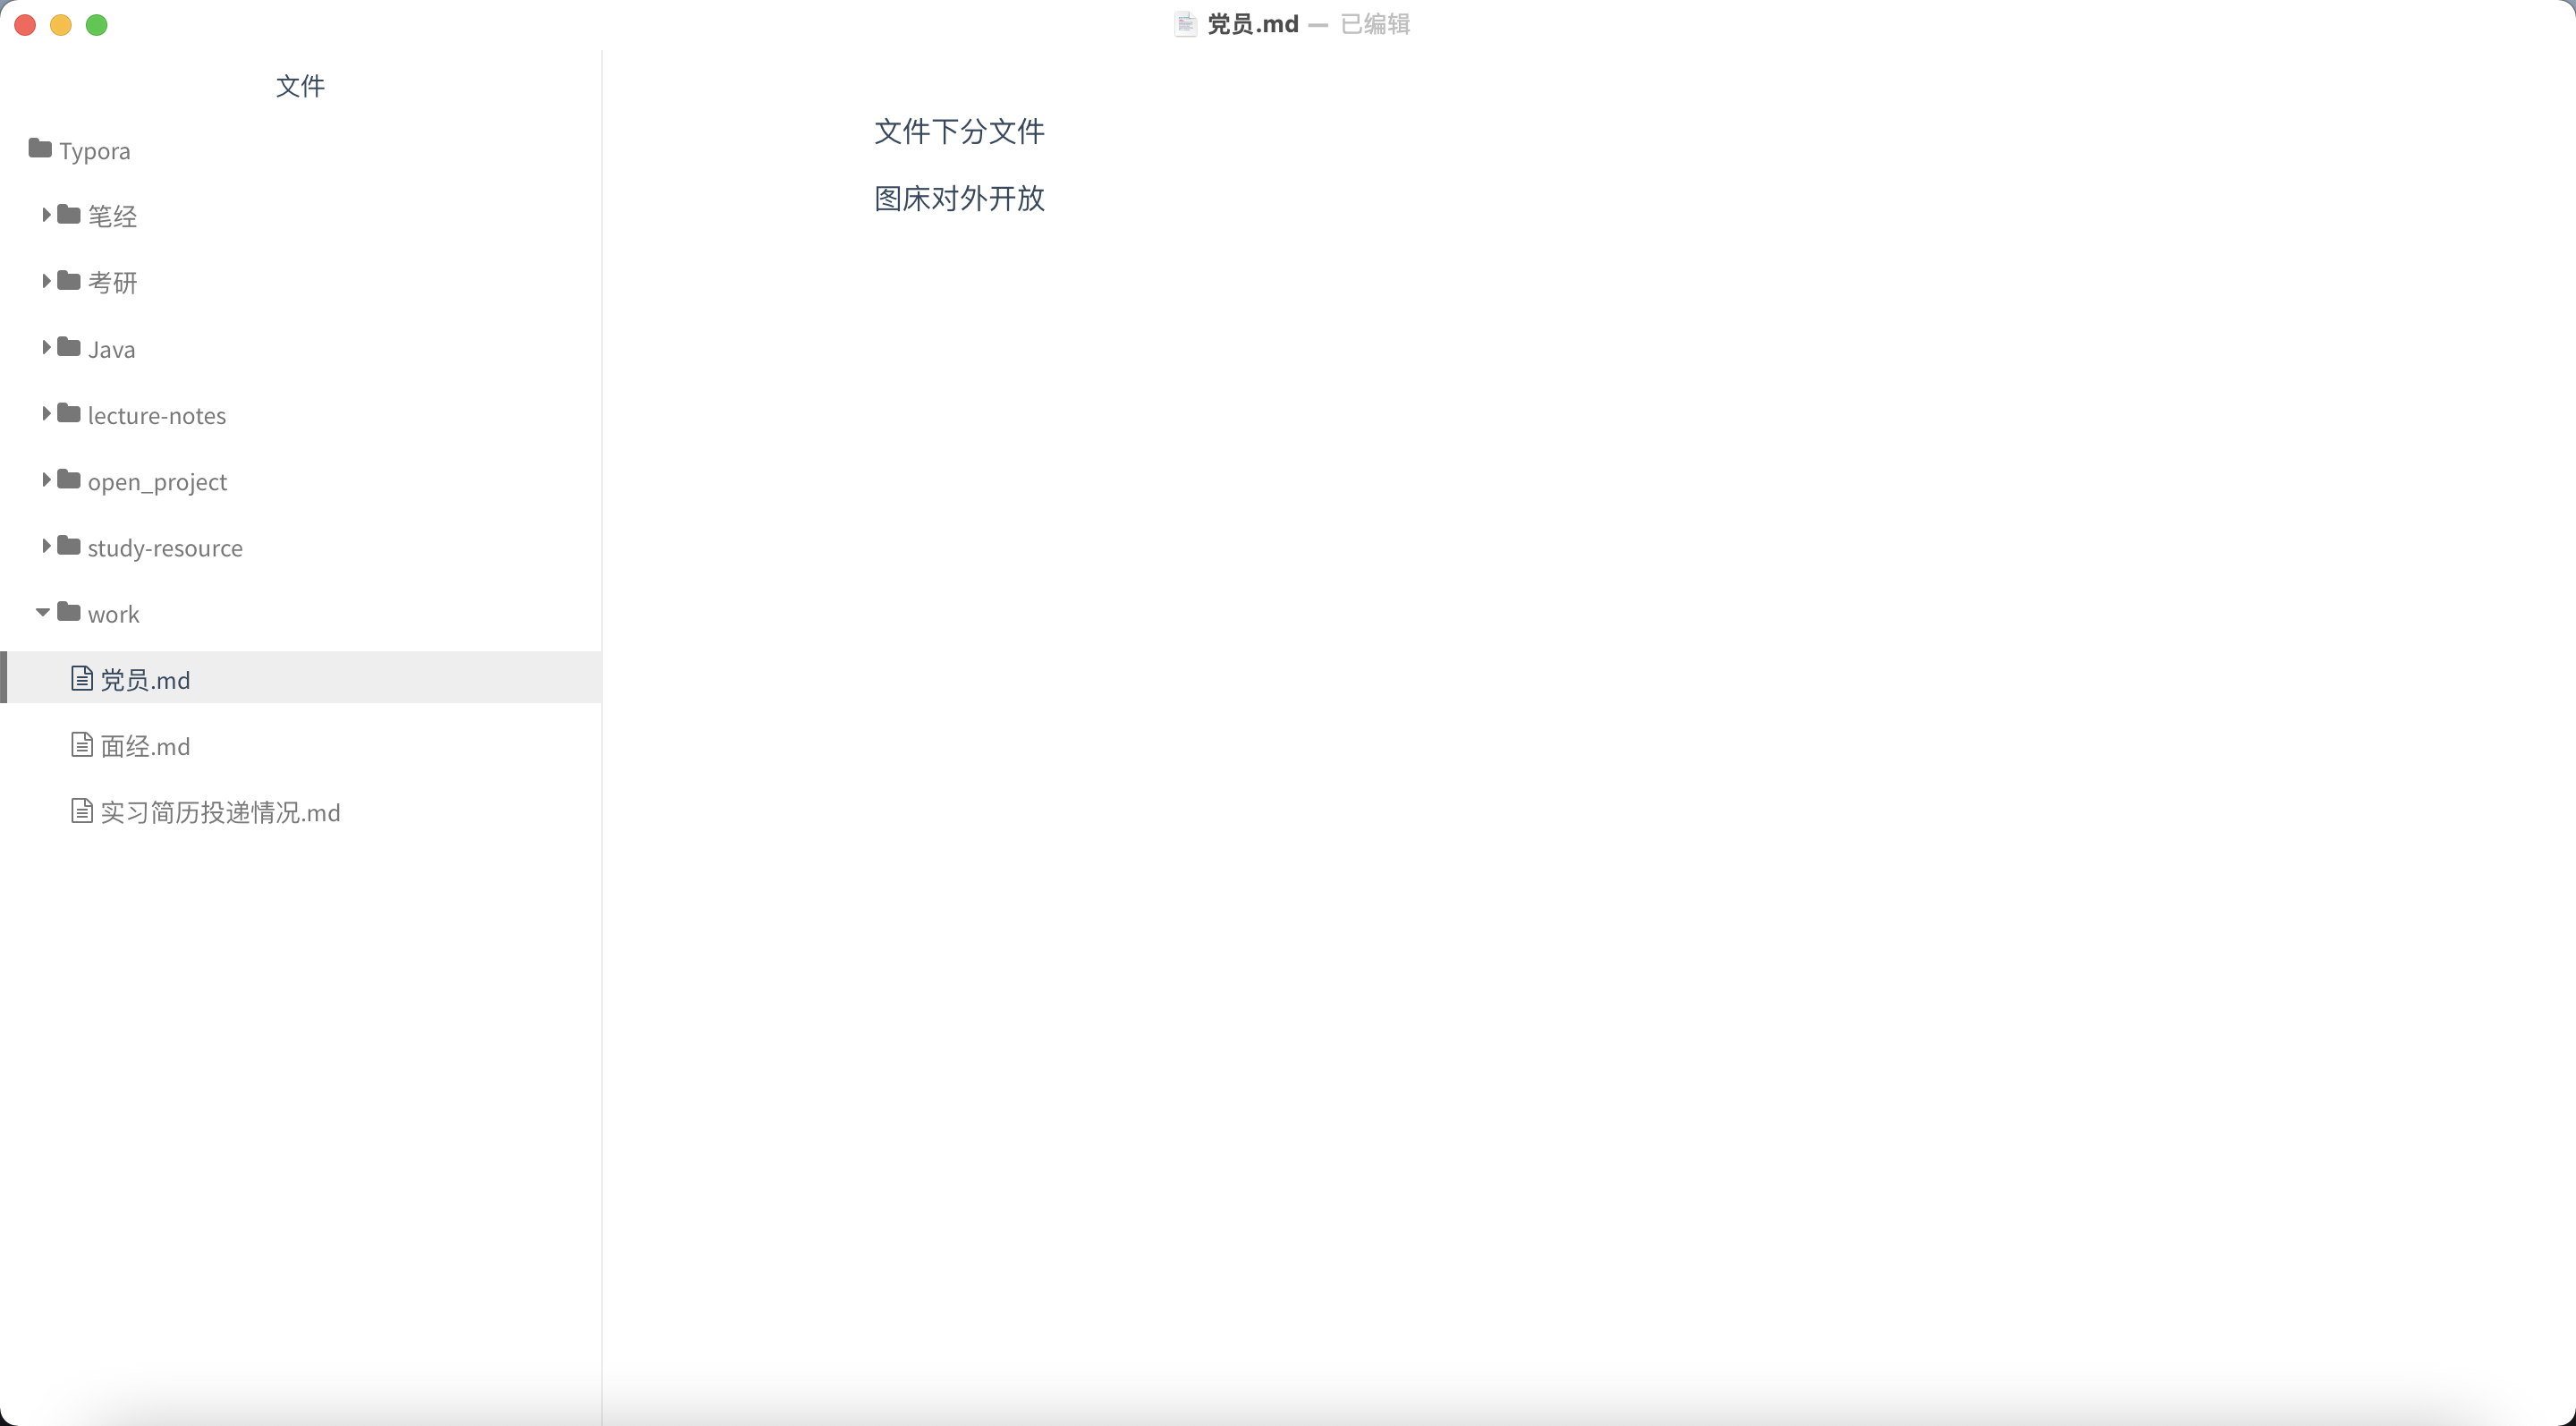 党员.md — 已编辑
文件
Typora
笔经
考研
Java
lecture-notes
open_project
study-resource
work
党员.md
面经.md
实习简历投递情况.md
文件下分文件
图床对外开放